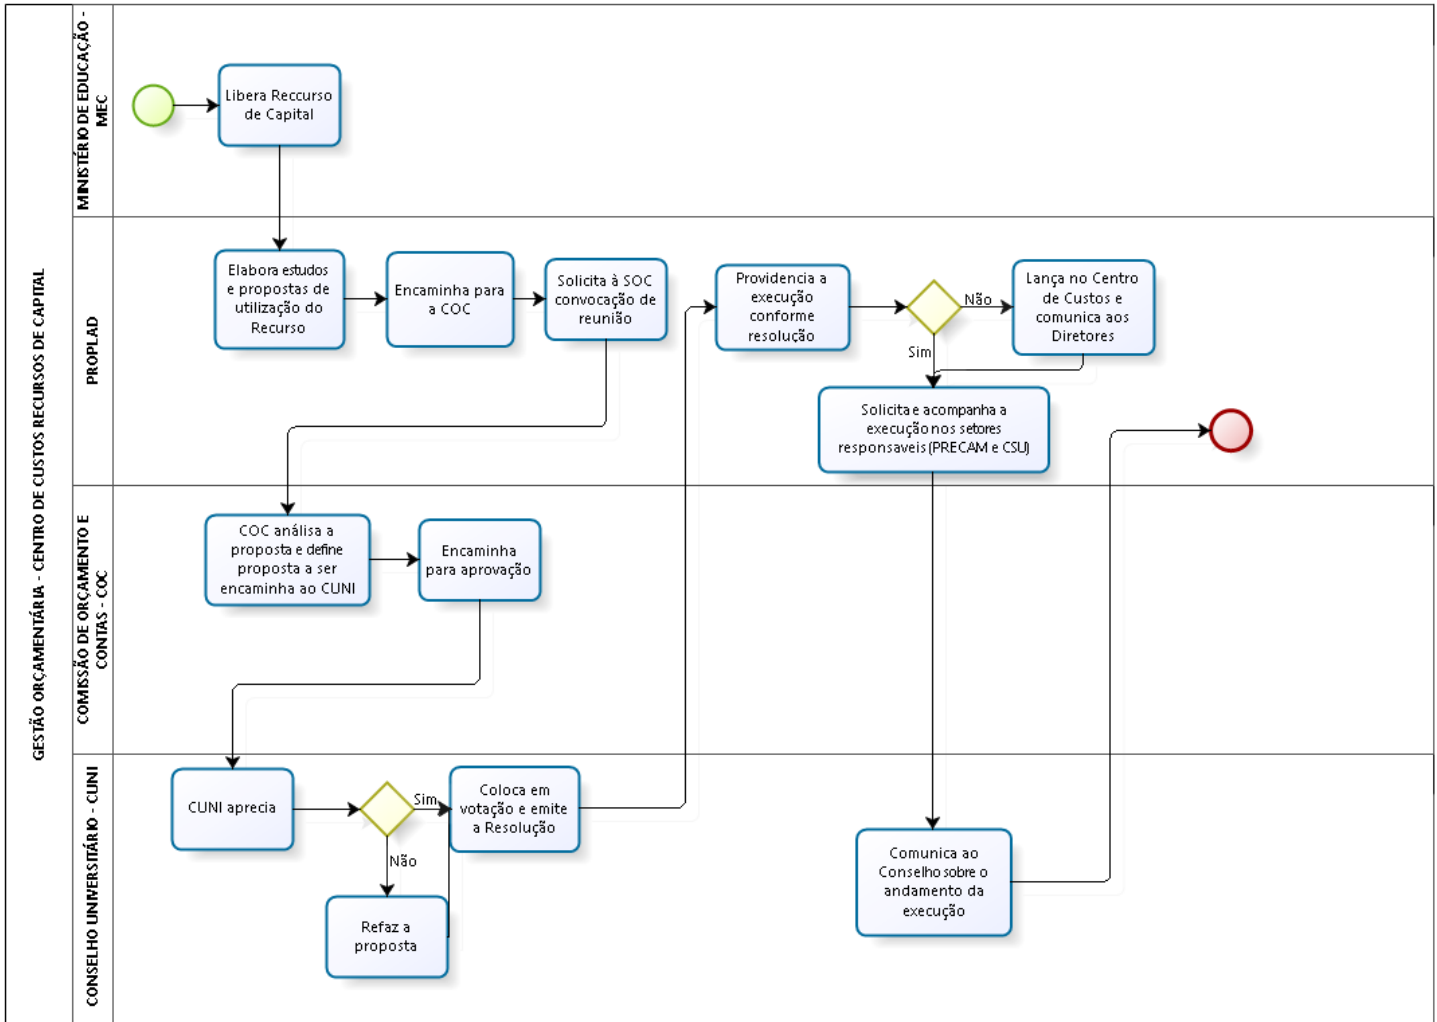 GESTÃO ORÇAMENTÁRIA - CENTRO DE CUSTOS RECURSOS DE CAPITAL
MINISTÉRIO DE EDUCAÇÃO -
MEC
Libera Reccurso
de Capital
PROPLAD
Elabora estudos
e propostas de
utilização do
Recurso
Encaminha para
a COC
Solicita à SOC
convocação de
reunião
Providencia a
execução
conforme
resolução
Não
Sim
Lança no Centro
de Custos e
comunica aos
Diretores
Solicita e acompanha a
execução nos setores
responsaveis (PRECAM e CSU)
COMISSÃO DE ORÇAMENTO E
CONTAS - COC
COC análisa a
proposta e define
proposta a ser
encaminha ao CUNI
Encaminha
para aprovação
CONSELHO UNIVERSITÁRIO - CUNI
CUNI aprecia
Sim
Não
Coloca em
votação e emite
a Resolução
Refaz a
proposta
Comunica ao
Conselho sobre o
andamento da
execução